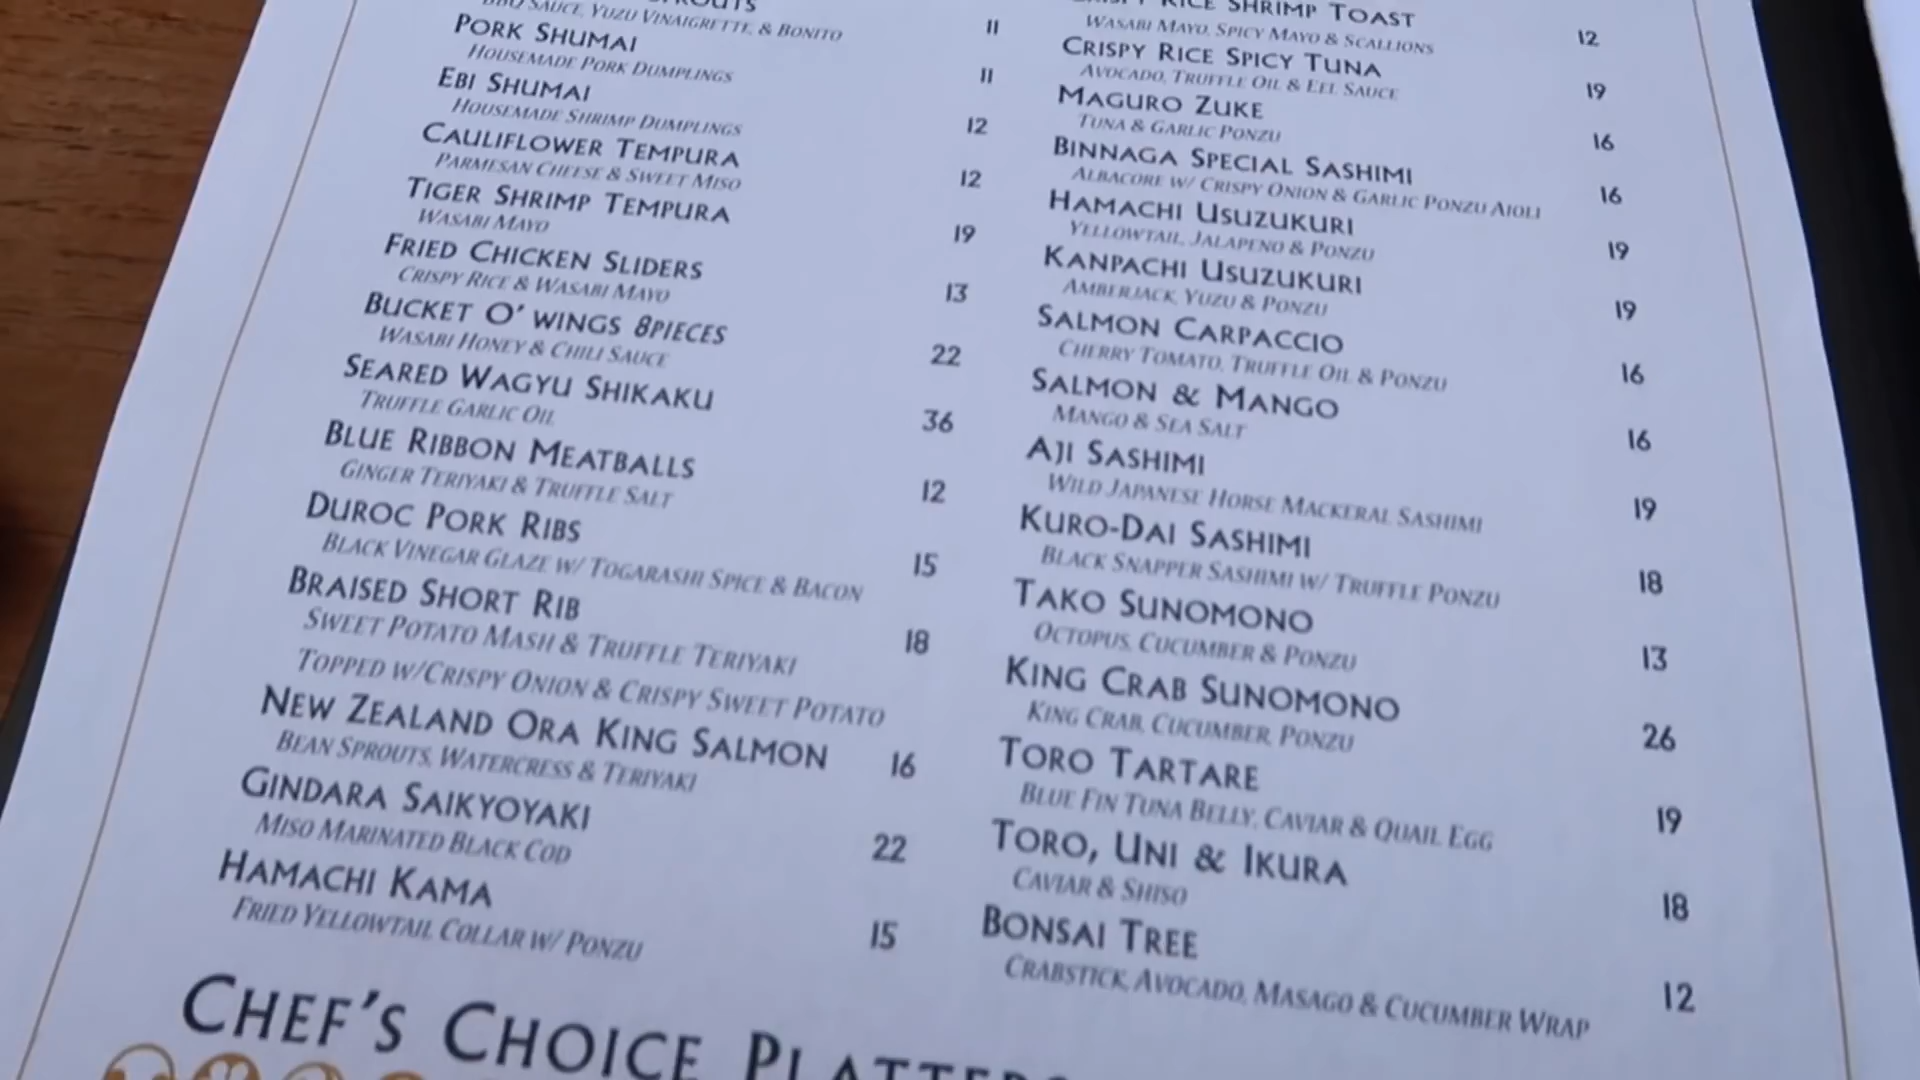 BBQ Sauce, Yuzu Vinaigrette, & Bonito 11
Pork Shumai 11
Housemade Pork Dumplings
Ebi Shumai 12
Housemade Shrimp Dumplings
Cauliflower Tempura 12
Parmesan Cheese & Sweet Miso
Tiger Shrimp Tempura 19
Wasabi Mayo
Fried Chicken Sliders 13
Crispy Rice & Wasabi Mayo
Bucket O' Wings 8pieces 22
Wasabi Honey & Chili Sauce
Seared Wagyu Shikaku 36
Truffle Garlic Oil
Blue Ribbon Meatballs 12
Ginger Teriyaki & Truffle Salt
Duroc Pork Ribs 15
Black Vinegar Glaze w/ Togarashi Spice & Bacon
Braised Short Rib 18
Sweet Potato Mash & Truffle Teriyaki
Topped w/Crispy Onion & Crispy Sweet Potato
New Zealand Ora King Salmon 16
Bean Sprouts, Watercress & Teriyaki
Gindara Saikyoyaki 22
Miso Marinated Black Cod
Hamachi Kama 15
Fried Yellowtail Collar w/ Ponzu
Rice Shrimp Toast 12
Wasabi Mayo, Spicy Mayo & Scallions
Crispy Rice Spicy Tuna 19
Avocado, Truffle Oil & Eel Sauce
Maguro Zuke 16
Tuna & Garlic Ponzu
Binnaga Special Sashimi 16
Albacore w/ Crispy Onion & Garlic Ponzu Aioli
Hamachi Usuzukuri 19
Yellowtail, Jalapeno & Ponzu
Kanpachi Usuzukuri 19
Amberjack, Yuzu & Ponzu
Salmon Carpaccio 16
Cherry Tomato, Truffle Oil & Ponzu
Salmon & Mango 16
Mango & Sea Salt
Aji Sashimi 19
Wild Japanese Horse Mackeral Sashimi
Kuro-Dai Sashimi 18
Black Snapper Sashimi w/ Truffle Ponzu
Tako Sunomono 13
Octopus, Cucumber & Ponzu
King Crab Sunomono 26
King Crab, Cucumber, Ponzu
Toro Tartare 19
Blue Fin Tuna Belly, Caviar & Quail Egg
Toro, Uni & Ikura 18
Caviar & Shiso
Bonsai Tree 12
Crabstick, Avocado, Masago & Cucumber Wrap
Chef's Choice Platters